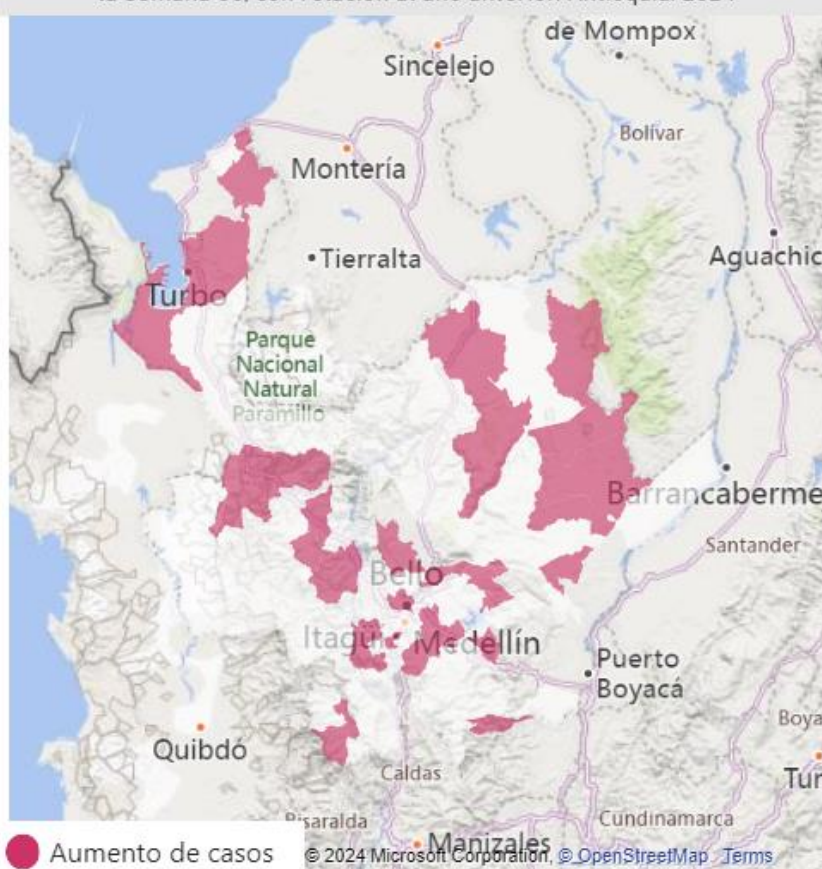 de Mompox
Sincelejo
Bolívar
Montería
Tierralta
Aguachic
Turbo
Parque
Nacional
Natural
Paramillo
Barrancaberme
Santander
Bello
Itagüí
Medellín
Puerto
Boyacá
Boya
Quibdó
Tur
Caldas
Risaralda
Cundinamarca
Manizales
Aumento de casos
© 2024 Microsoft Corporation, © OpenStreetMap Terms